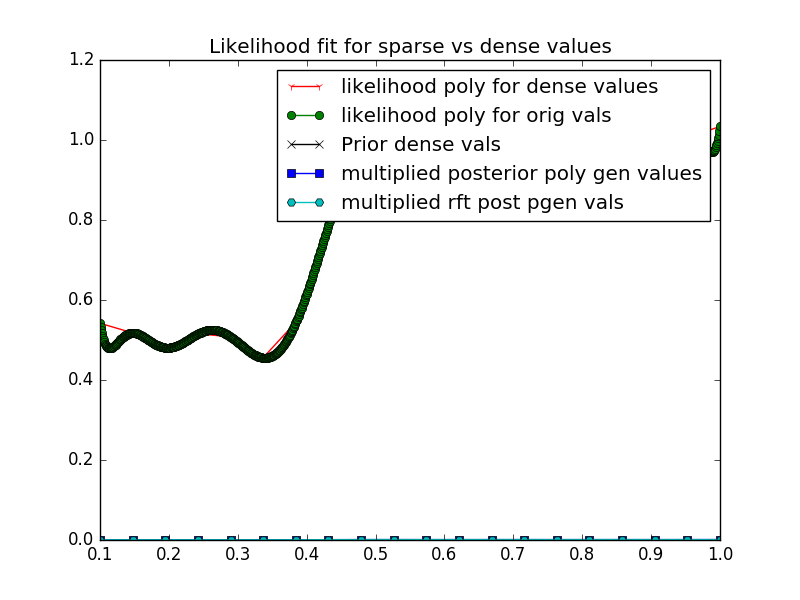 Likelihood fit for sparse vs dense values
likelihood poly for dense values
likelihood poly for orig vals
Prior dense vals
multiplied posterior poly gen values
multiplied rft post pgen vals
1.2
1.0
0.8
0.6
0.4
0.2
0.0
0.1 0.2 0.3 0.4 0.5 0.6 0.7 0.8 0.9 1.0